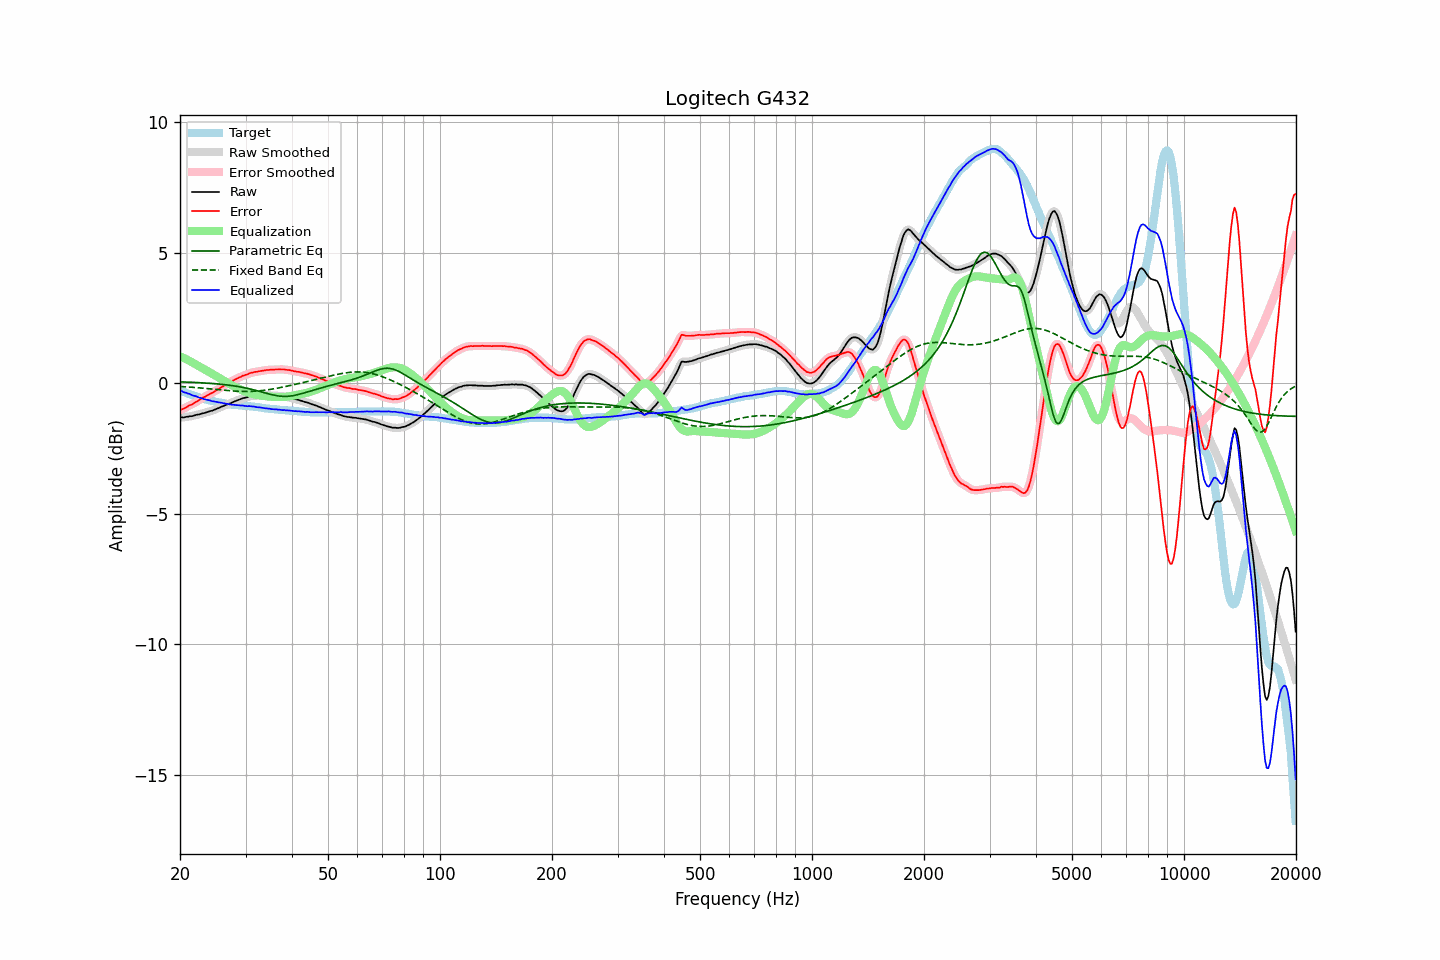 Logitech G432
Amplitude (dBr)
10
5
0
−5
−10
−15
Target
Raw Smoothed
Error Smoothed
Raw
Error
Equalization
Parametric Eq
Fixed Band Eq
Equalized
20 50 100 200 500 1000 2000 5000 10000 20000
Frequency (Hz)